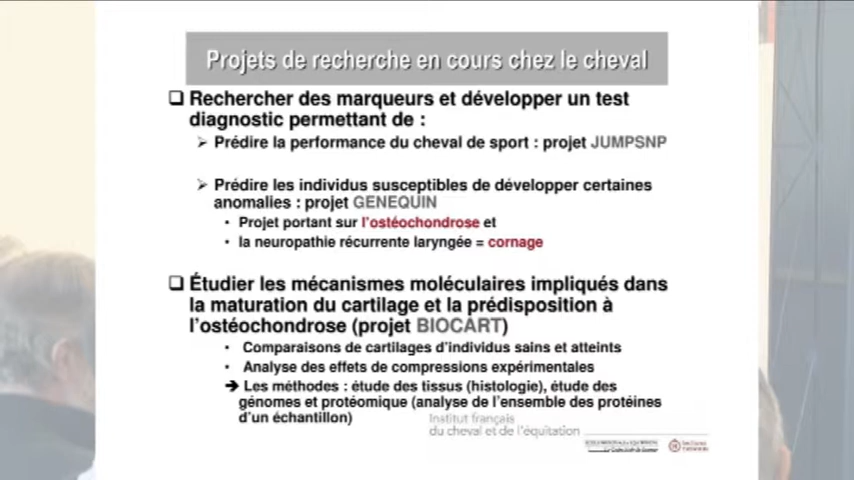 Projets de recherche en cours chez le cheval
❑ Rechercher des marqueurs et développer un test
diagnostic permettant de :
➢ Prédire la performance du cheval de sport : projet JUMPSNP
➢ Prédire les individus susceptibles de développer certaines
anomalies : projet GENEQUIN
• Projet portant sur l'ostéochondrose et
• la neuropathie récurrente laryngée = cornage
❑ Étudier les mécanismes moléculaires impliqués dans
la maturation du cartilage et la prédisposition à
l'ostéochondrose (projet BIOCART)
• Comparaisons de cartilages d'individus sains et atteints
• Analyse des effets de compressions expérimentales
➔ Les méthodes : étude des tissus (histologie), étude des
génomes et protéomique (analyse de l'ensemble des protéines
d'un échantillon)
Institut français
du cheval et de l'équitation